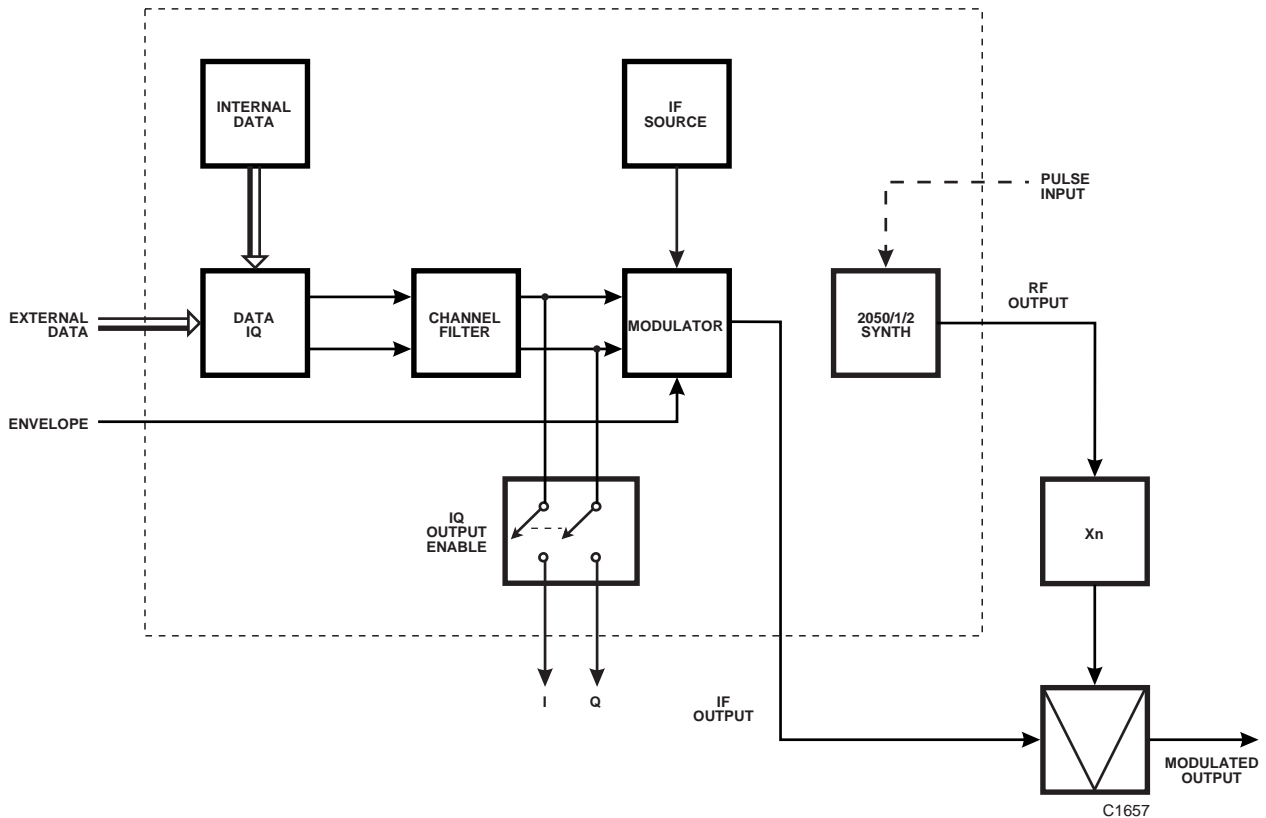 INTERNAL
DATA
IF
SOURCE
PULSE
INPUT
EXTERNAL
DATA
DATA
IQ
CHANNEL
FILTER
MODULATOR
2050/1/2
SYNTH
RF
OUTPUT
ENVELOPE
IQ
OUTPUT
ENABLE
Xn
I
Q
IF
OUTPUT
MODULATED
OUTPUT
C1657